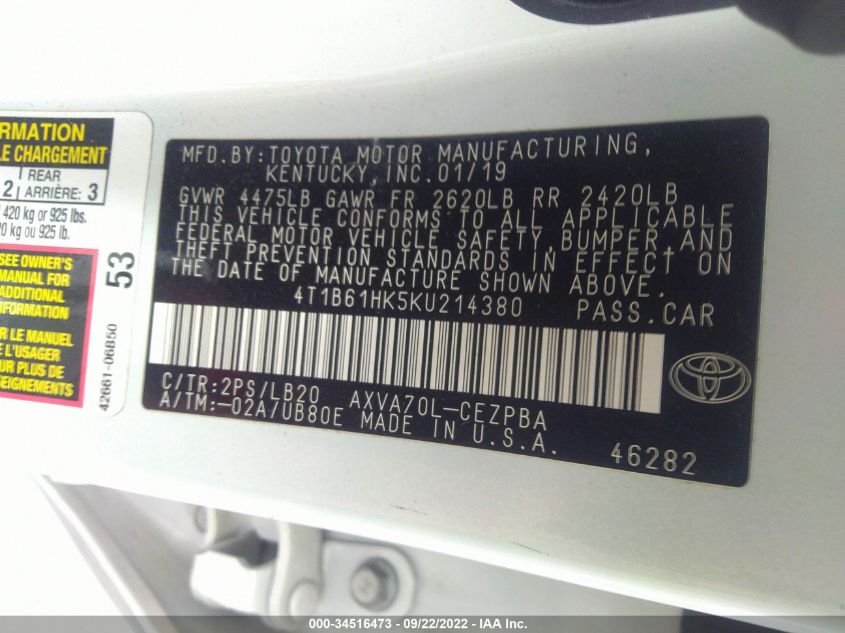 RMATION
LE CHARGEMENT
2 REAR ARRIÈRE: 3
420 kg or 925 lbs.
0 kg ou 925 lb.
SEE OWNER'S
MANUAL FOR
ADDITIONAL
NFORMATION
R LE MANUEL
E L'USAGER
UR PLUS DE
SEIGNEMENTS
53
42661-06B50
MFD.BY:TOYOTA MOTOR MANUFACTURING,
KENTUCKY,INC.01/19
GVWR 4475LB GAWR FR 2620LB RR 2420LB
THIS VEHICLE CONFORMS TO ALL APPLICABLE
FEDERAL MOTOR VEHICLE SAFETY,BUMPER,AND
THEFT PREVENTION STANDARDS IN EFFECT ON
THE DATE OF MANUFACTURE SHOWN ABOVE.
4T1B61HK5KU214380 PASS.CAR
C/TR:2PS/LB20 AXVA70L-CEZPBA
A/TM:-02A/UB80E MADE IN U.S.A.
46282
000-34516473 - 09/22/2022 - IAA Inc.